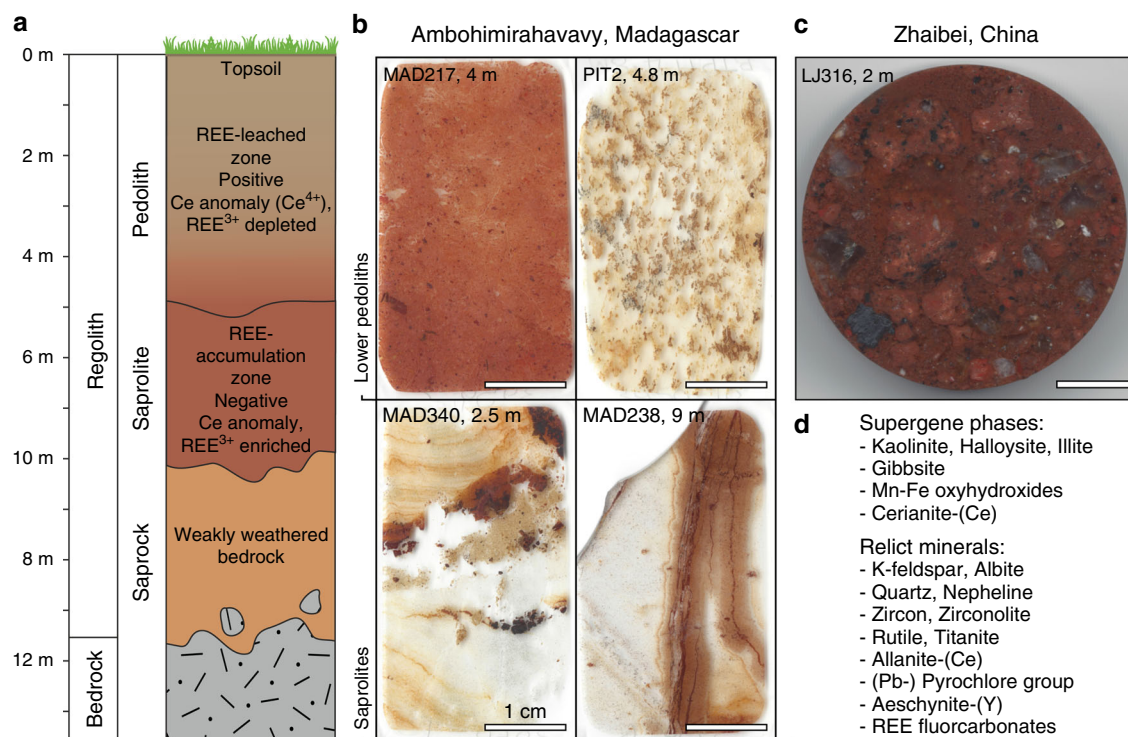 a
0 m
2 m
4 m
6 m
10 m
8 m
12 m
Regolith
Bedrock
Pedolith
Saprolite
Saprock
Topsoil
REE-leached
zone
Positive
Ce anomaly (Ce⁴⁺),
REE³⁺ depleted
REE-
accumulation
zone
Negative
Ce anomaly,
REE³⁺ enriched
Weakly weathered
bedrock
b
Ambohimirahavavy, Madagascar
Lower pedoliths
MAD217, 4 m
PIT2, 4.8 m
Saprolites
MAD340, 2.5 m
MAD238, 9 m
1 cm
c
Zhaibei, China
LJ316, 2 m
d
Supergene phases:
- Kaolinite, Halloysite, Illite
- Gibbsite
- Mn-Fe oxyhydroxides
- Cerianite-(Ce)
Relict minerals:
- K-feldspar, Albite
- Quartz, Nepheline
- Zircon, Zirconolite
- Rutile, Titanite
- Allanite-(Ce)
- (Pb-) Pyrochlore group
- Aeschynite-(Y)
- REE fluorcarbonates